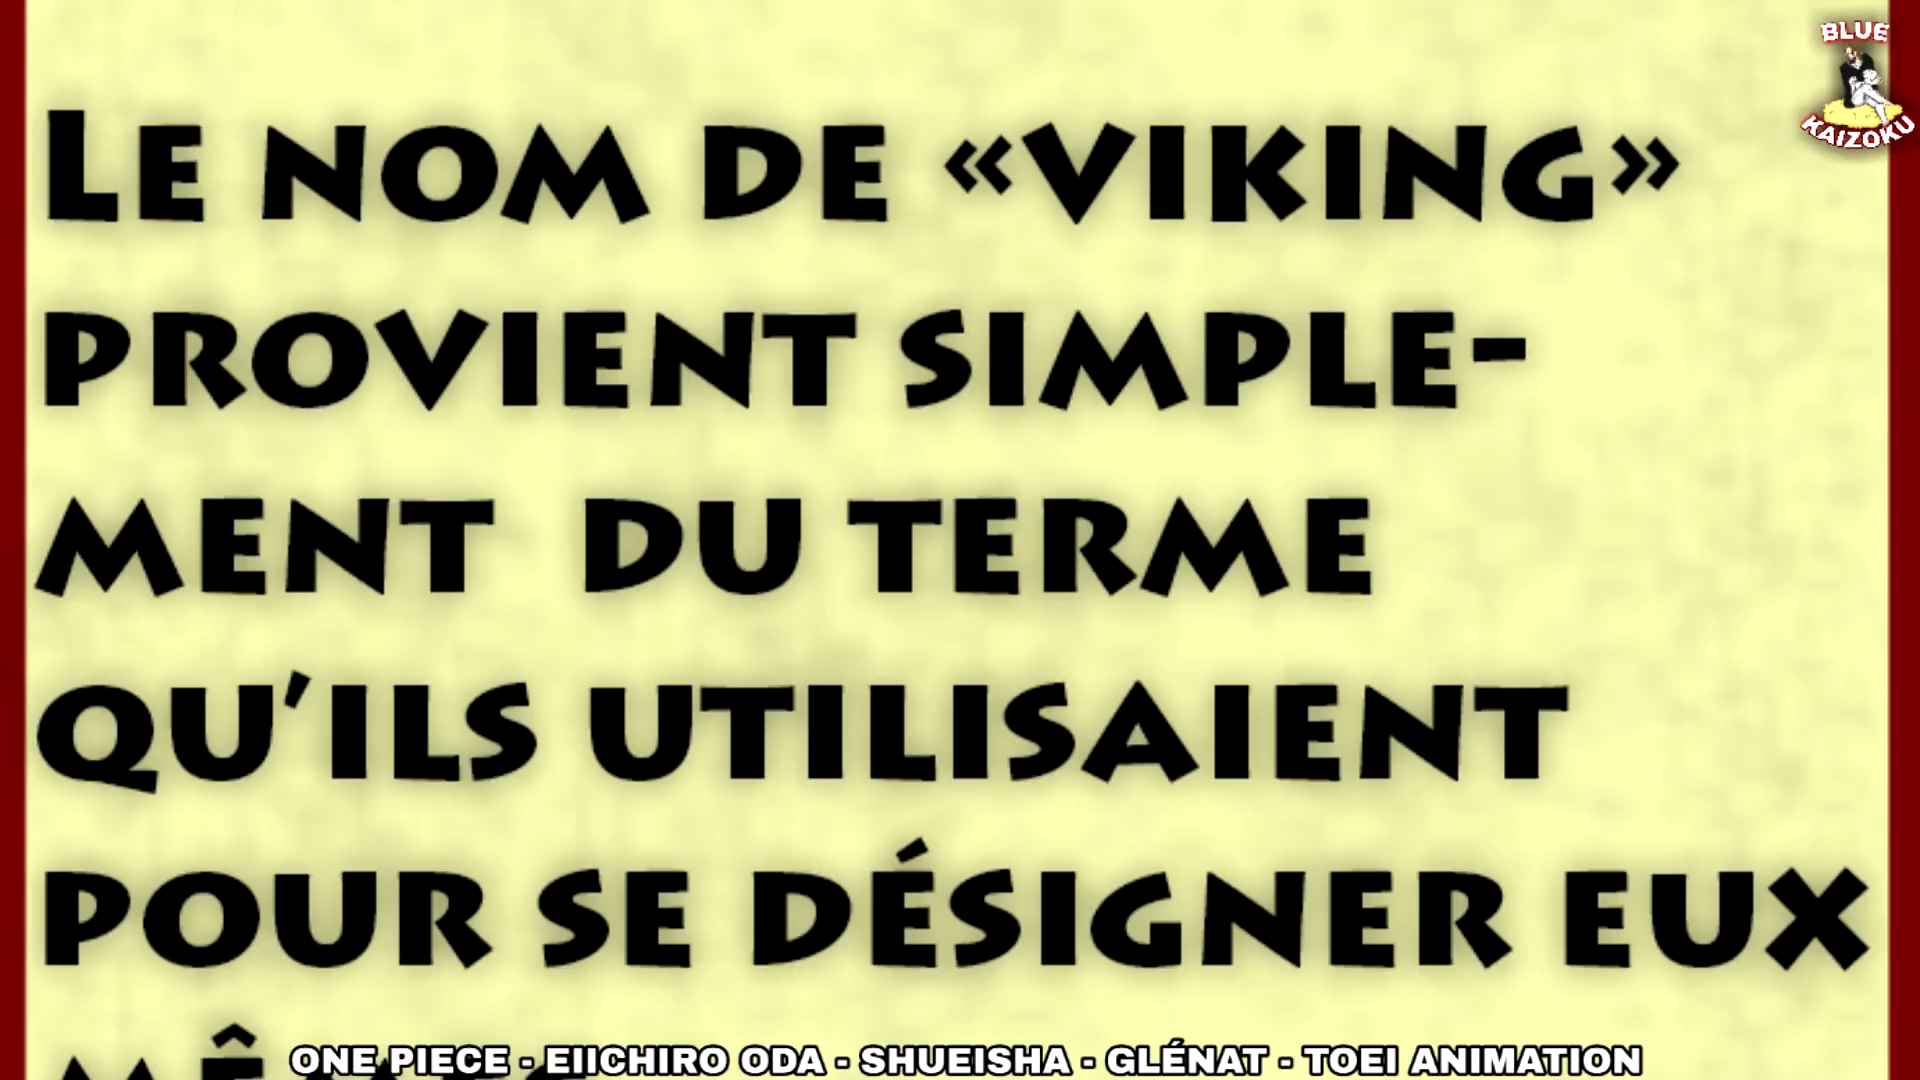 BLUE
KAIZOKU
LE NOM DE «VIKING»
PROVIENT SIMPLE-
MENT DU TERME
QU'ILS UTILISAIENT
POUR SE DÉSIGNER EUX
ONE PIECE - EIICHIRO ODA - SHUEISHA - GLÉNAT - TOEI ANIMATION